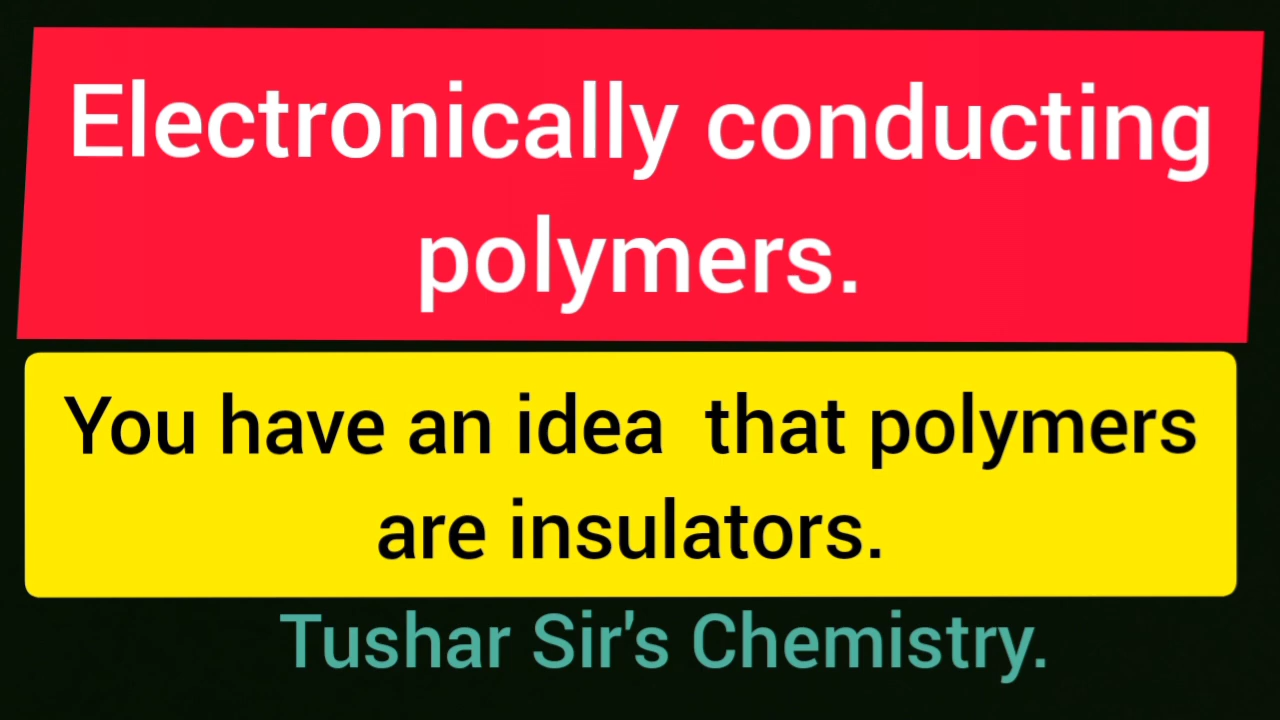 Electronically conducting
polymers.
You have an idea  that polymers
are insulators.
Tushar Sir's Chemistry.